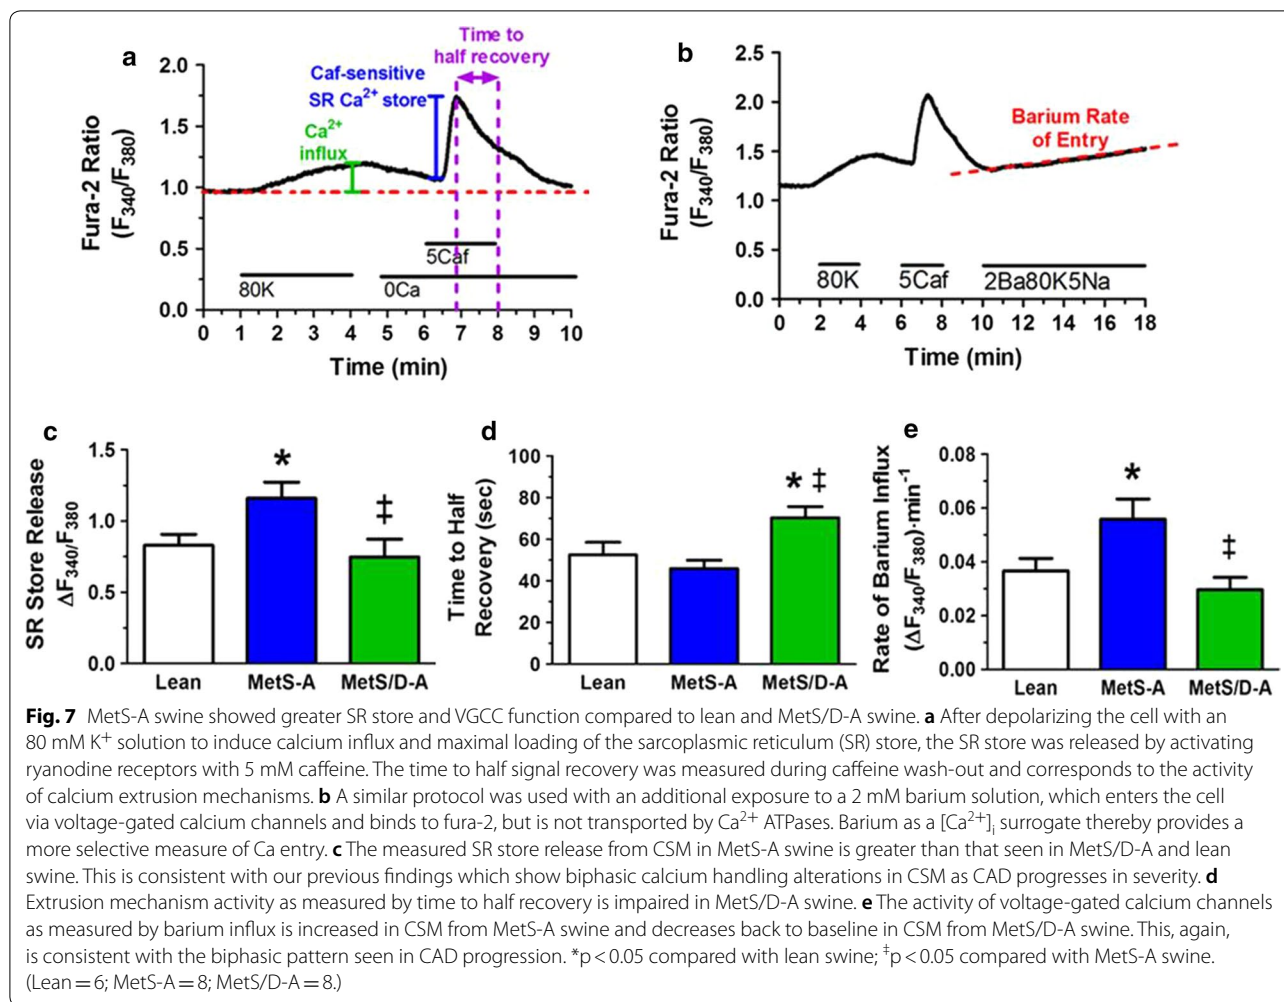 a
Fura-2 Ratio
(F340/F380)
2.0
1.5
1.0
0.5
0.0
Caf-sensitive
SR Ca2+ store
Time to
half recovery
Ca2+
influx
5Caf
80K
0Ca
0 1 2 3 4 5 6 7 8 9 10
Time (min)
b
Fura-2 Ratio
(F340/F380)
2.5
2.0
1.5
1.0
0.5
0.0
Barium Rate
of Entry
80K 5Caf 2Ba80K5Na
0 2 4 6 8 10 12 14 16 18
Time (min)
c
SR Store Release
ΔF340/F380
1.5
1.0
0.5
0.0
*
‡
Lean MetS-A MetS/D-A
d
Time to Half
Recovery (sec)
100
80
60
40
20
0
* ‡
Lean MetS-A MetS/D-A
e
Rate of Barium Influx
(ΔF340/F380)·min-1
0.08
0.06
0.04
0.02
0.00
*
‡
Lean MetS-A MetS/D-A
Fig. 7 MetS-A swine showed greater SR store and VGCC function compared to lean and MetS/D-A swine. a After depolarizing the cell with an
80 mM K+ solution to induce calcium influx and maximal loading of the sarcoplasmic reticulum (SR) store, the SR store was released by activating
ryanodine receptors with 5 mM caffeine. The time to half signal recovery was measured during caffeine wash-out and corresponds to the activity
of calcium extrusion mechanisms. b A similar protocol was used with an additional exposure to a 2 mM barium solution, which enters the cell
via voltage-gated calcium channels and binds to fura-2, but is not transported by Ca2+ ATPases. Barium as a [Ca2+]i surrogate thereby provides a
more selective measure of Ca entry. c The measured SR store release from CSM in MetS-A swine is greater than that seen in MetS/D-A and lean
swine. This is consistent with our previous findings which show biphasic calcium handling alterations in CSM as CAD progresses in severity. d
Extrusion mechanism activity as measured by time to half recovery is impaired in MetS/D-A swine. e The activity of voltage-gated calcium channels
as measured by barium influx is increased in CSM from MetS-A swine and decreases back to baseline in CSM from MetS/D-A swine. This, again,
is consistent with the biphasic pattern seen in CAD progression. *p < 0.05 compared with lean swine; ‡p < 0.05 compared with MetS-A swine.
(Lean = 6; MetS-A = 8; MetS/D-A = 8.)